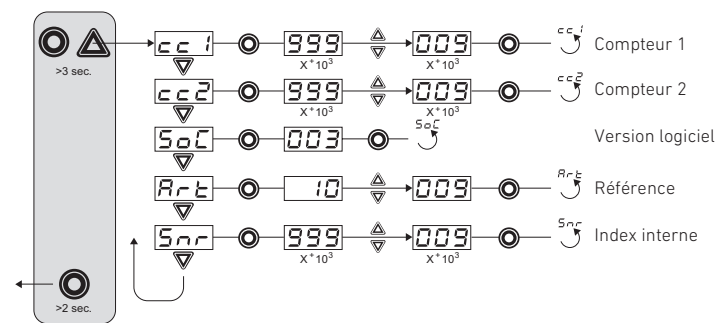 >3 sec.
cc1 999 X*10³ 009 X*10³ cc1 Compteur 1
cc2 999 X*10³ 009 X*10³ cc2 Compteur 2
SoC 003 SoC Version logiciel
Art 10 009 Art Référence
Snr 999 X*10³ 009 X*10³ Snr Index interne
>2 sec.